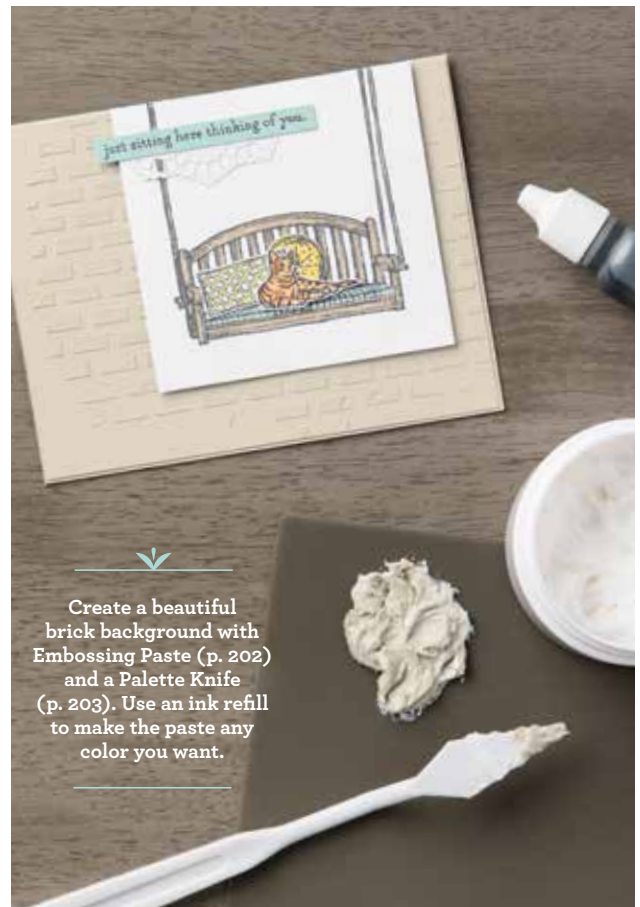 just sitting here thinking of you.
Create a beautiful
brick background with
Embossing Paste (p. 202)
and a Palette Knife
(p. 203). Use an ink refill
to make the paste any
color you want.